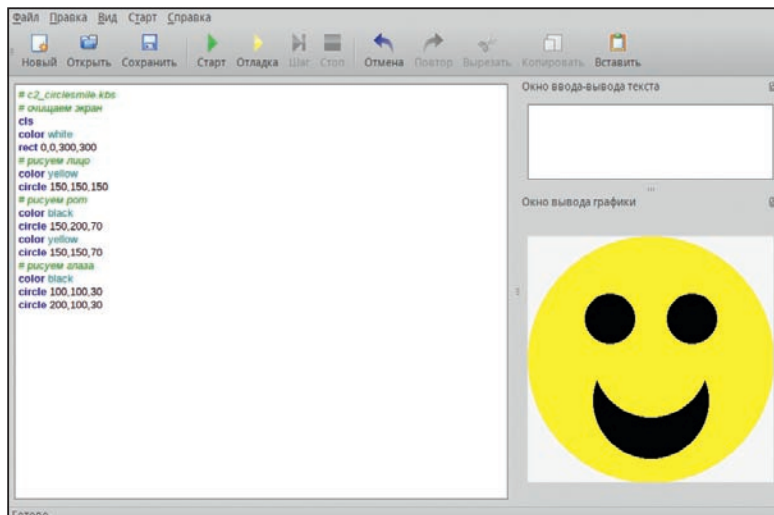 Файл Правка Вид Старт Справка
Новый Открыть Сохранить Старт Отладка Шаг Стоп Отмена Повтор Вырезать Копировать Вставить
# c2_circlesmile.kbs
# очищаем экран
cls
color white
rect 0,0,300,300
# рисуем лицо
color yellow
circle 150,150,150
# рисуем рот
color black
circle 150,200,70
color yellow
circle 150,150,70
# рисуем глаза
color black
circle 100,100,30
circle 200,100,30
Окно ввода-вывода текста
Окно вывода графики
Готово